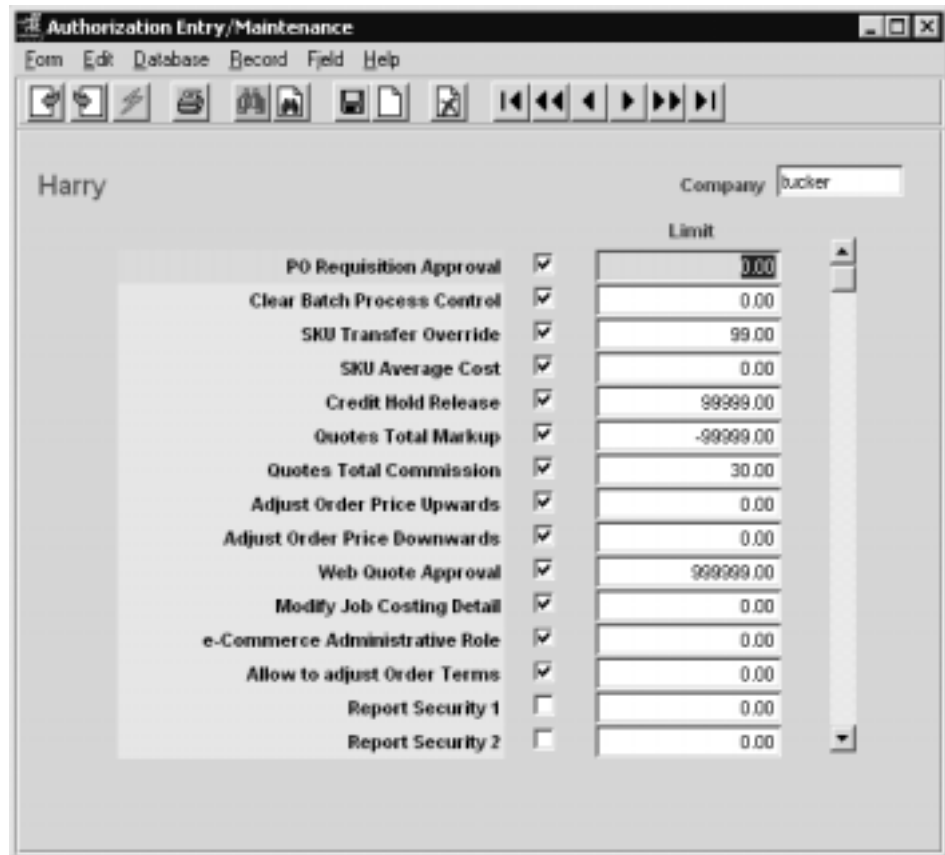 Authorization Entry/Maintenance
Form Edit Database Record Field Help
Harry
Company tucker
Limit
PO Requisition Approval 0.00
Clear Batch Process Control 0.00
SKU Transfer Override 99.00
SKU Average Cost 0.00
Credit Hold Release 99999.00
Quotes Total Markup -99999.00
Quotes Total Commission 30.00
Adjust Order Price Upwards 0.00
Adjust Order Price Downwards 0.00
Web Quote Approval 999999.00
Modify Job Costing Detail 0.00
e-Commerce Administrative Role 0.00
Allow to adjust Order Terms 0.00
Report Security 1 0.00
Report Security 2 0.00